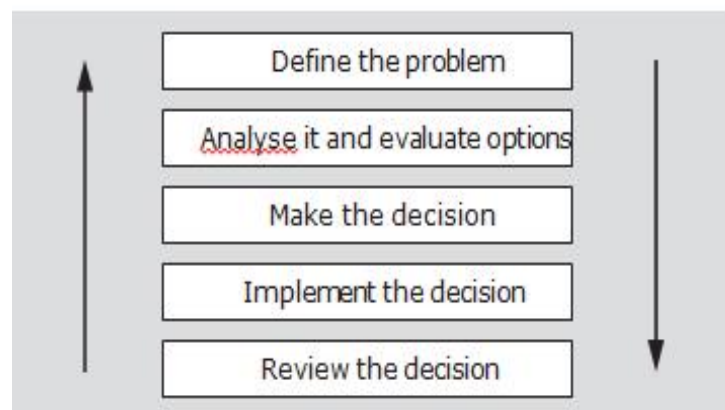 Define the problem
Analyse it and evaluate options
Make the decision
Implement the decision
Review the decision